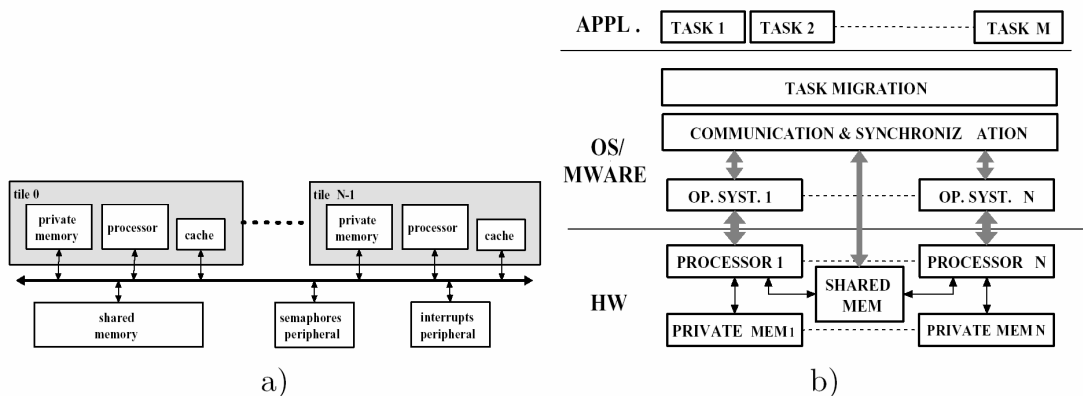 tile 0
private
memory
processor
cache
tile N-1
private
memory
processor
cache
shared
memory
semaphores
peripheral
interrupts
peripheral
a)
APPL .
TASK 1
TASK 2
TASK M
TASK MIGRATION
COMMUNICATION & SYNCHRONIZ ATION
OS/
MWARE
OP. SYST. 1
OP. SYST. N
HW
PROCESSOR 1
PROCESSOR N
SHARED
MEM
PRIVATE MEM 1
PRIVATE MEM N
b)